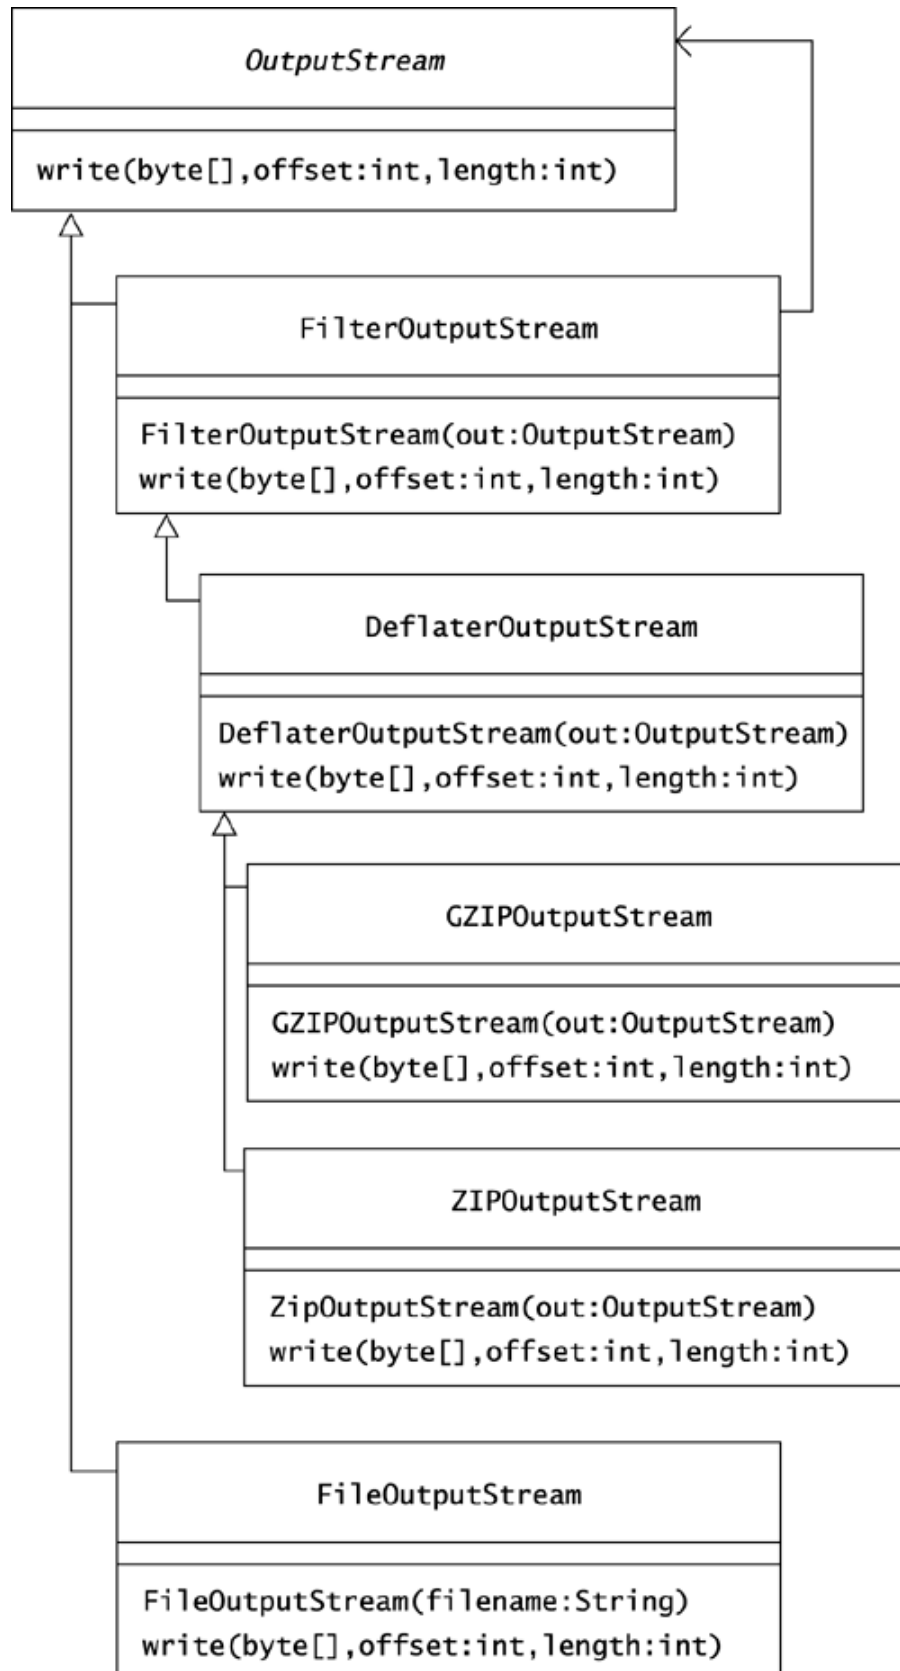 OutputStream
write(byte[],offset:int,length:int)
FilterOutputStream
FilterOutputStream(out:OutputStream)
write(byte[],offset:int,length:int)
DeflaterOutputStream
DeflaterOutputStream(out:OutputStream)
write(byte[],offset:int,length:int)
GZIPOutputStream
GZIPOutputStream(out:OutputStream)
write(byte[],offset:int,length:int)
ZIPOutputStream
ZipOutputStream(out:OutputStream)
write(byte[],offset:int,length:int)
FileOutputStream
FileOutputStream(filename:String)
write(byte[],offset:int,length:int)